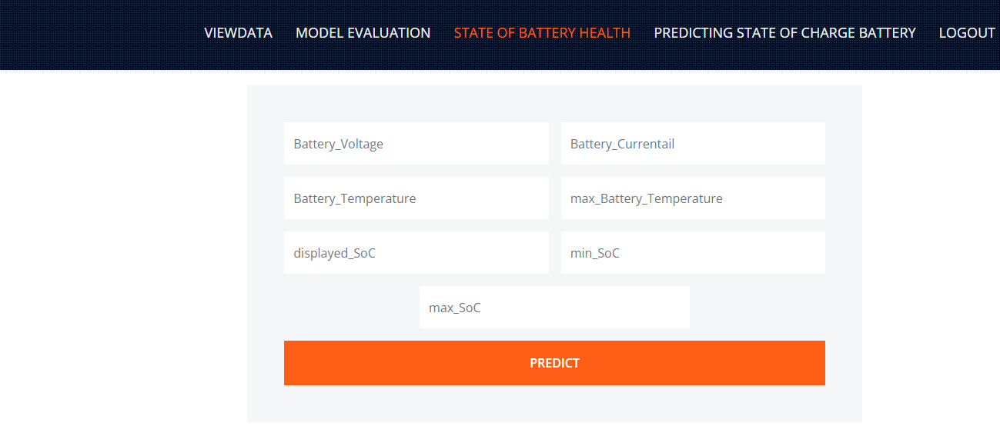 VIEWDATA MODEL EVALUATION STATE OF BATTERY HEALTH PREDICTING STATE OF CHARGE BATTERY LOGOUT
Battery_Voltage Battery_Currentail
Battery_Temperature max_Battery_Temperature
displayed_SoC min_SoC
max_SoC
PREDICT